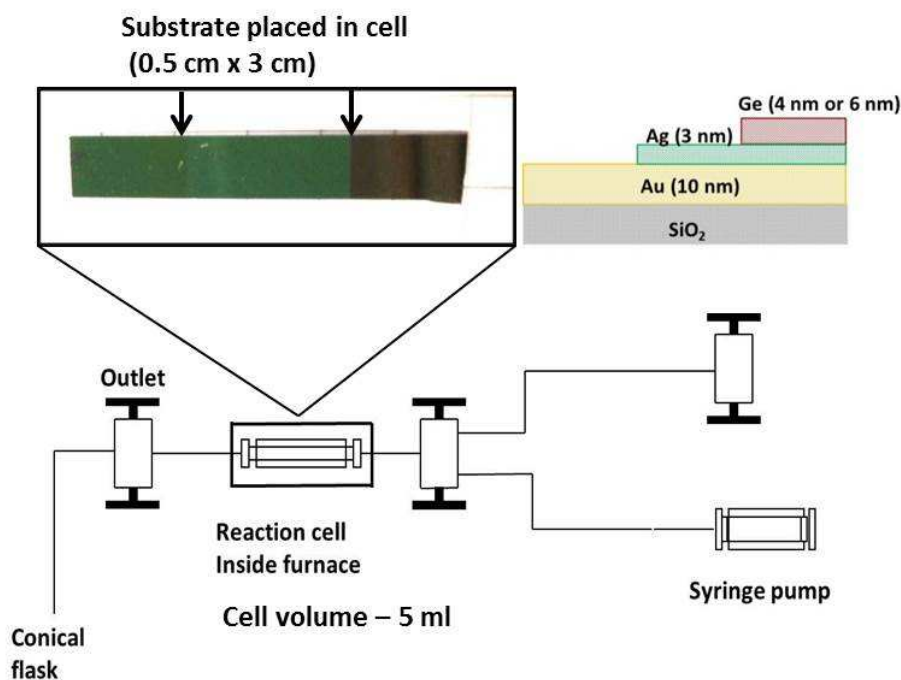 Substrate placed in cell
(0.5 cm x 3 cm)
Ge (4 nm or 6 nm)
Ag (3 nm)
Au (10 nm)
SiO₂
Outlet
Reaction cell
Inside furnace
Syringe pump
Cell volume – 5 ml
Conical
flask